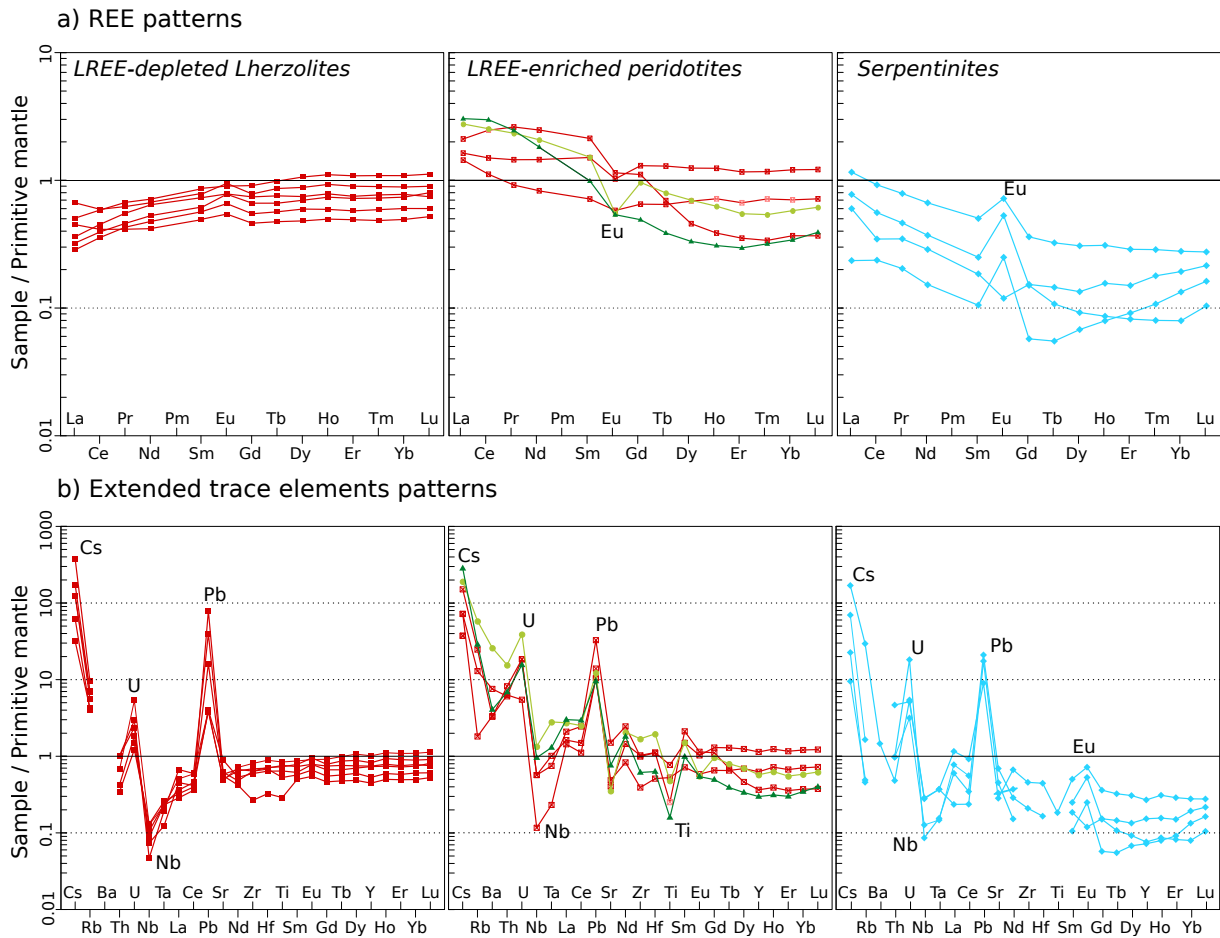 a) REE patterns
LREE-depleted Lherzolites
LREE-enriched peridotites
Serpentinites
Sample / Primitive mantle
10
1
0.1
0.01
Eu
Eu
La Pr Pm Eu Tb Ho Tm Lu
Ce Nd Sm Gd Dy Er Yb
La Pr Pm Eu Tb Ho Tm Lu
Ce Nd Sm Gd Dy Er Yb
La Pr Pm Eu Tb Ho Tm Lu
Ce Nd Sm Gd Dy Er Yb
b) Extended trace elements patterns
Sample / Primitive mantle
1000
100
10
1
0.1
0.01
Cs
Pb
U
Nb
Cs
U
Pb
Nb
Ti
Cs
U
Pb
Eu
Nb
Cs Ba U Ta Ce Sr Zr Ti Eu Tb Y Er Lu
Rb Th Nb La Pb Nd Hf Sm Gd Dy Ho Yb
Cs Ba U Ta Ce Sr Zr Ti Eu Tb Y Er Lu
Rb Th Nb La Pb Nd Hf Sm Gd Dy Ho Yb
Cs Ba U Ta Ce Sr Zr Ti Eu Tb Y Er Lu
Rb Th Nb La Pb Nd Hf Sm Gd Dy Ho Yb